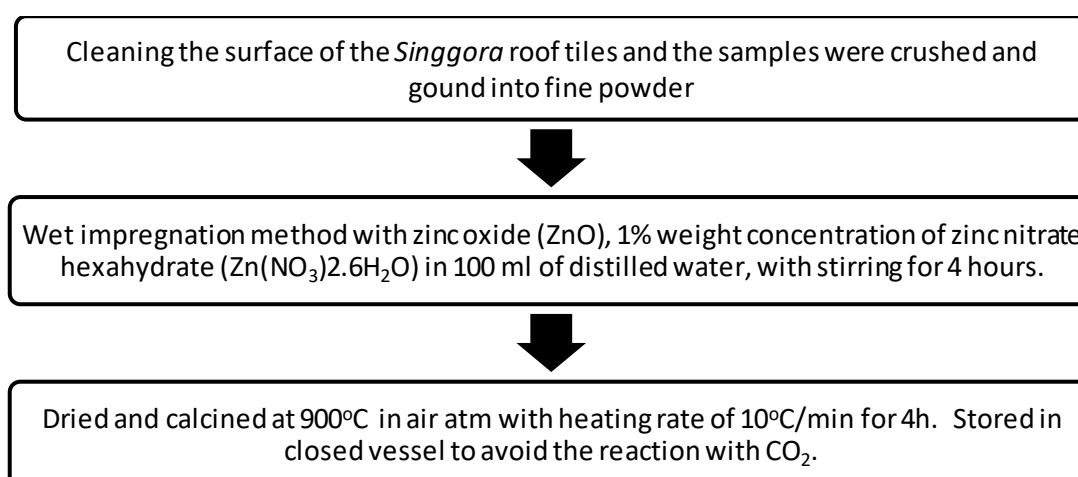 Cleaning the surface of the Singgora roof tiles and the samples were crushed and
gound into fine powder
Wet impregnation method with zinc oxide (ZnO), 1% weight concentration of zinc nitrate
hexahydrate (Zn(NO₃)2.6H₂O) in 100 ml of distilled water, with stirring for 4 hours.
Dried and calcined at 900°C in air atm with heating rate of 10°C/min for 4h. Stored in
closed vessel to avoid the reaction with CO₂.